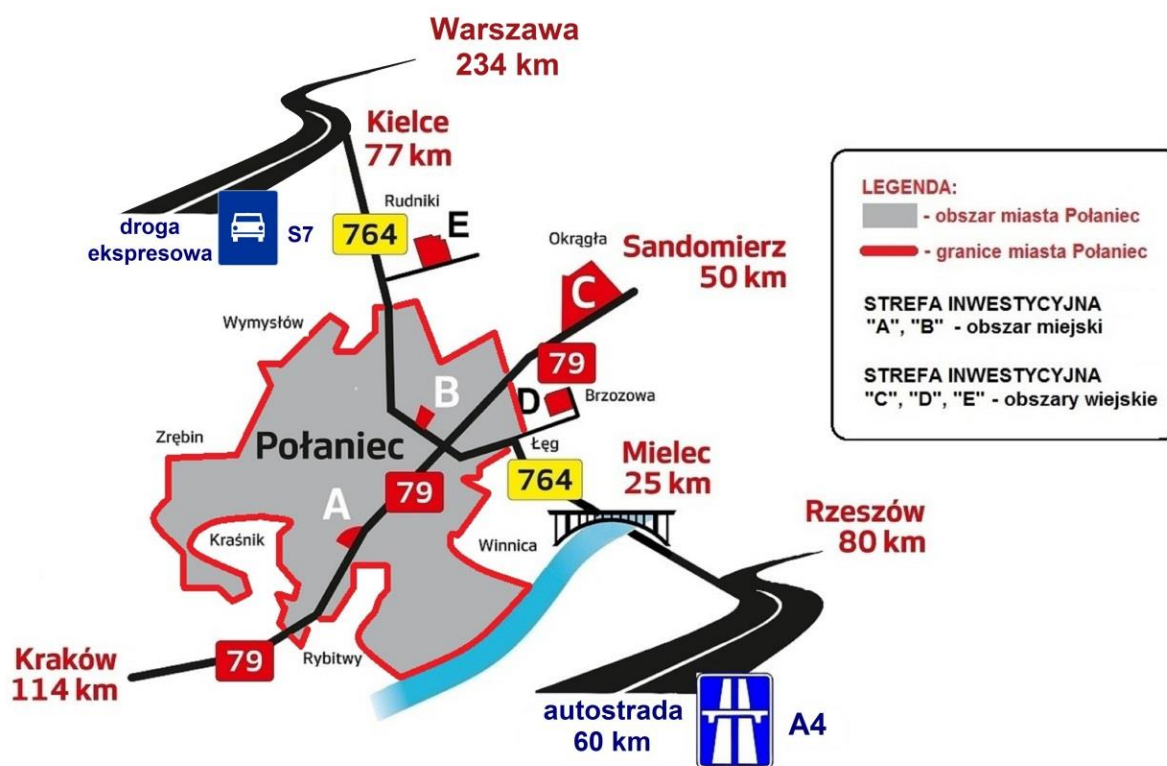 Warszawa
234 km
Kielce
77 km
Rudniki
E
droga
ekspresowa
S7
764
Okrągła
Sandomierz
50 km
C
LEGENDA:
- obszar miasta Połaniec
- granice miasta Połaniec
STREFA INWESTYCYJNA
"A", "B" - obszar miejski
STREFA INWESTYCYJNA
"C", "D", "E" - obszary wiejskie
Wymysłów
79
B
D
Brzozowa
Zrębin
Połaniec
Łęg
764
Mielec
25 km
79
A
Kraśnik
Winnica
Rzeszów
80 km
Kraków
114 km
79
Rybitwy
autostrada
60 km
A4